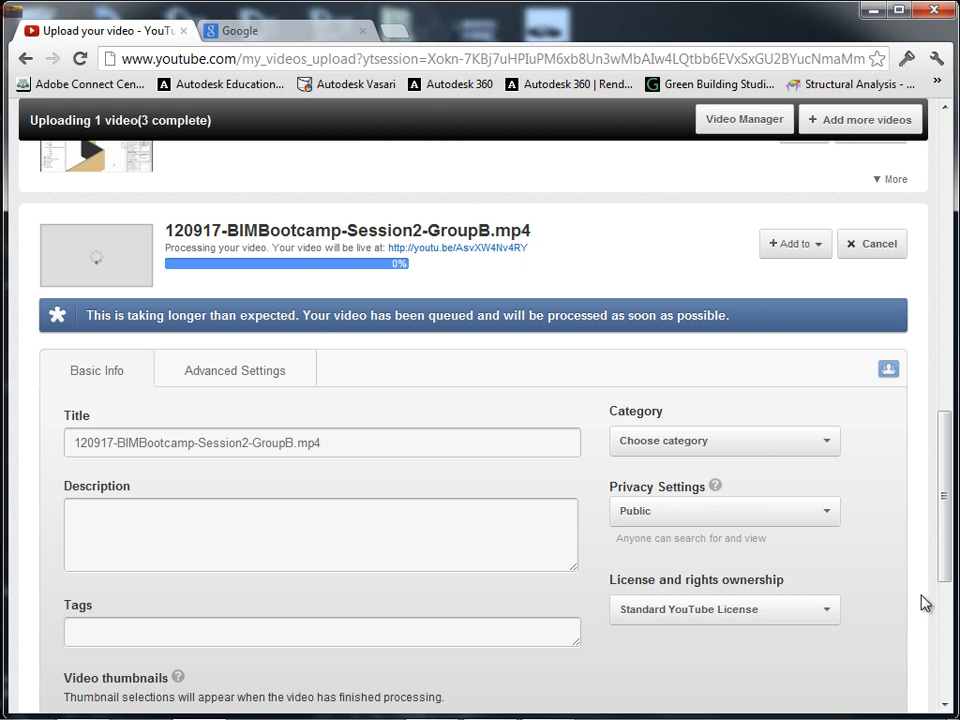 Upload your video - YouTu
Google
www.youtube.com/my_videos_upload?ytsession=Xokn-7KBj7uHPIuPM6xb8Un3wMbAIw4LQtbb6EVxSxGU2BYucNmaMm
Adobe Connect Cen...
Autodesk Education...
Autodesk Vasari
Autodesk 360
Autodesk 360 | Rend...
Green Building Studi...
Structural Analysis - ...
»
Uploading 1 video(3 complete)
Video Manager
+ Add more videos
▼ More
120917-BIMBootcamp-Session2-GroupB.mp4
Processing your video. Your video will be live at: http://youtu.be/AsvXW4Nv4RY
0%
+ Add to
× Cancel
This is taking longer than expected. Your video has been queued and will be processed as soon as possible.
Basic Info
Advanced Settings
Title
120917-BIMBootcamp-Session2-GroupB.mp4
Description
Tags
Video thumbnails ?
Thumbnail selections will appear when the video has finished processing.
Category
Choose category
Privacy Settings ?
Public
Anyone can search for and view
License and rights ownership
Standard YouTube License